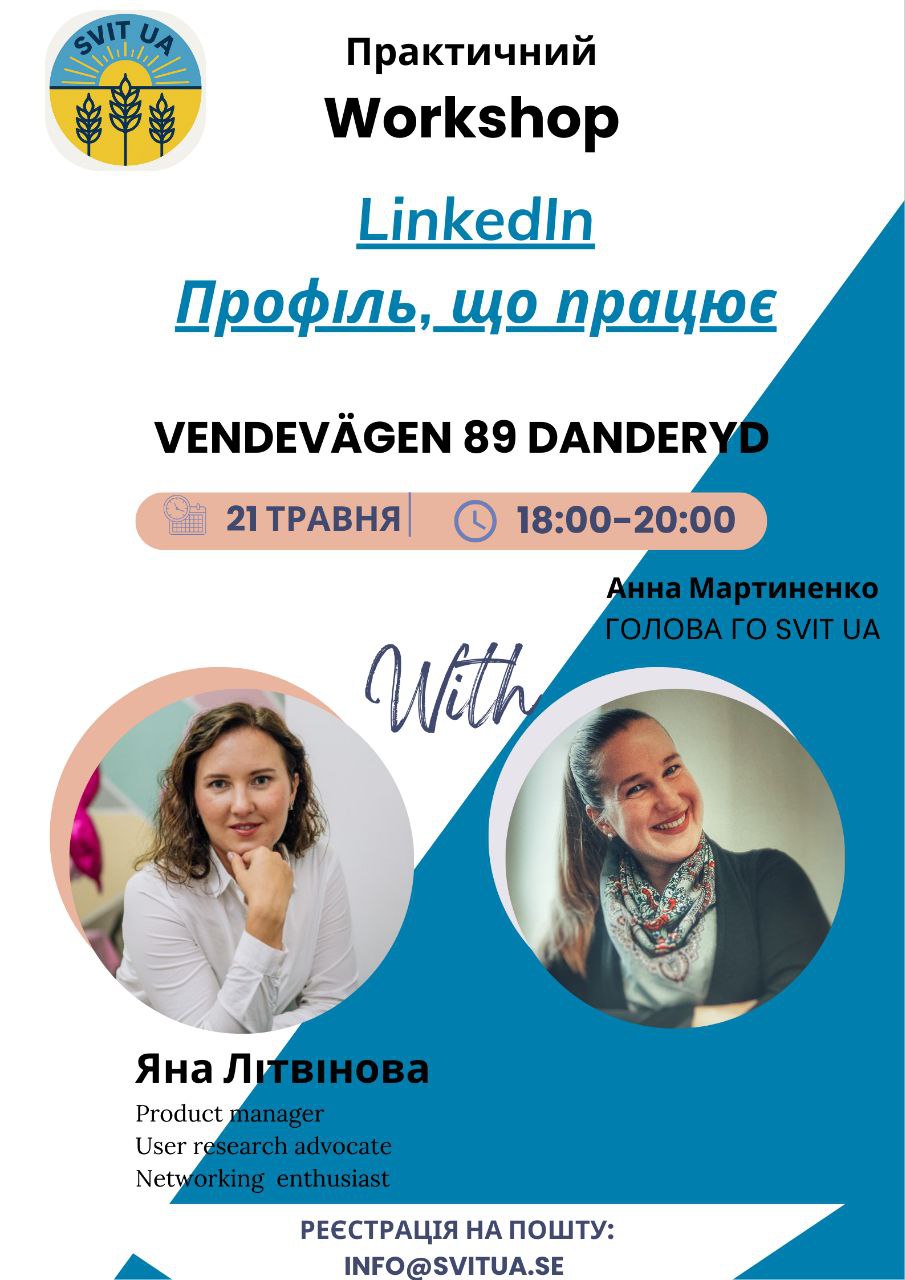 SVIT UA
Практичний
Workshop
LinkedIn
Профіль, що працює
VENDEVÄGEN 89 DANDERYD
21 ТРАВНЯ
18:00-20:00
Анна Мартиненко
ГОЛОВА ГО SVIT UA
With
Яна Літвінова
Product manager
User research advocate
Networking enthusiast
РЕЄСТРАЦІЯ НА ПОШТУ:
INFO@SVITUA.SE